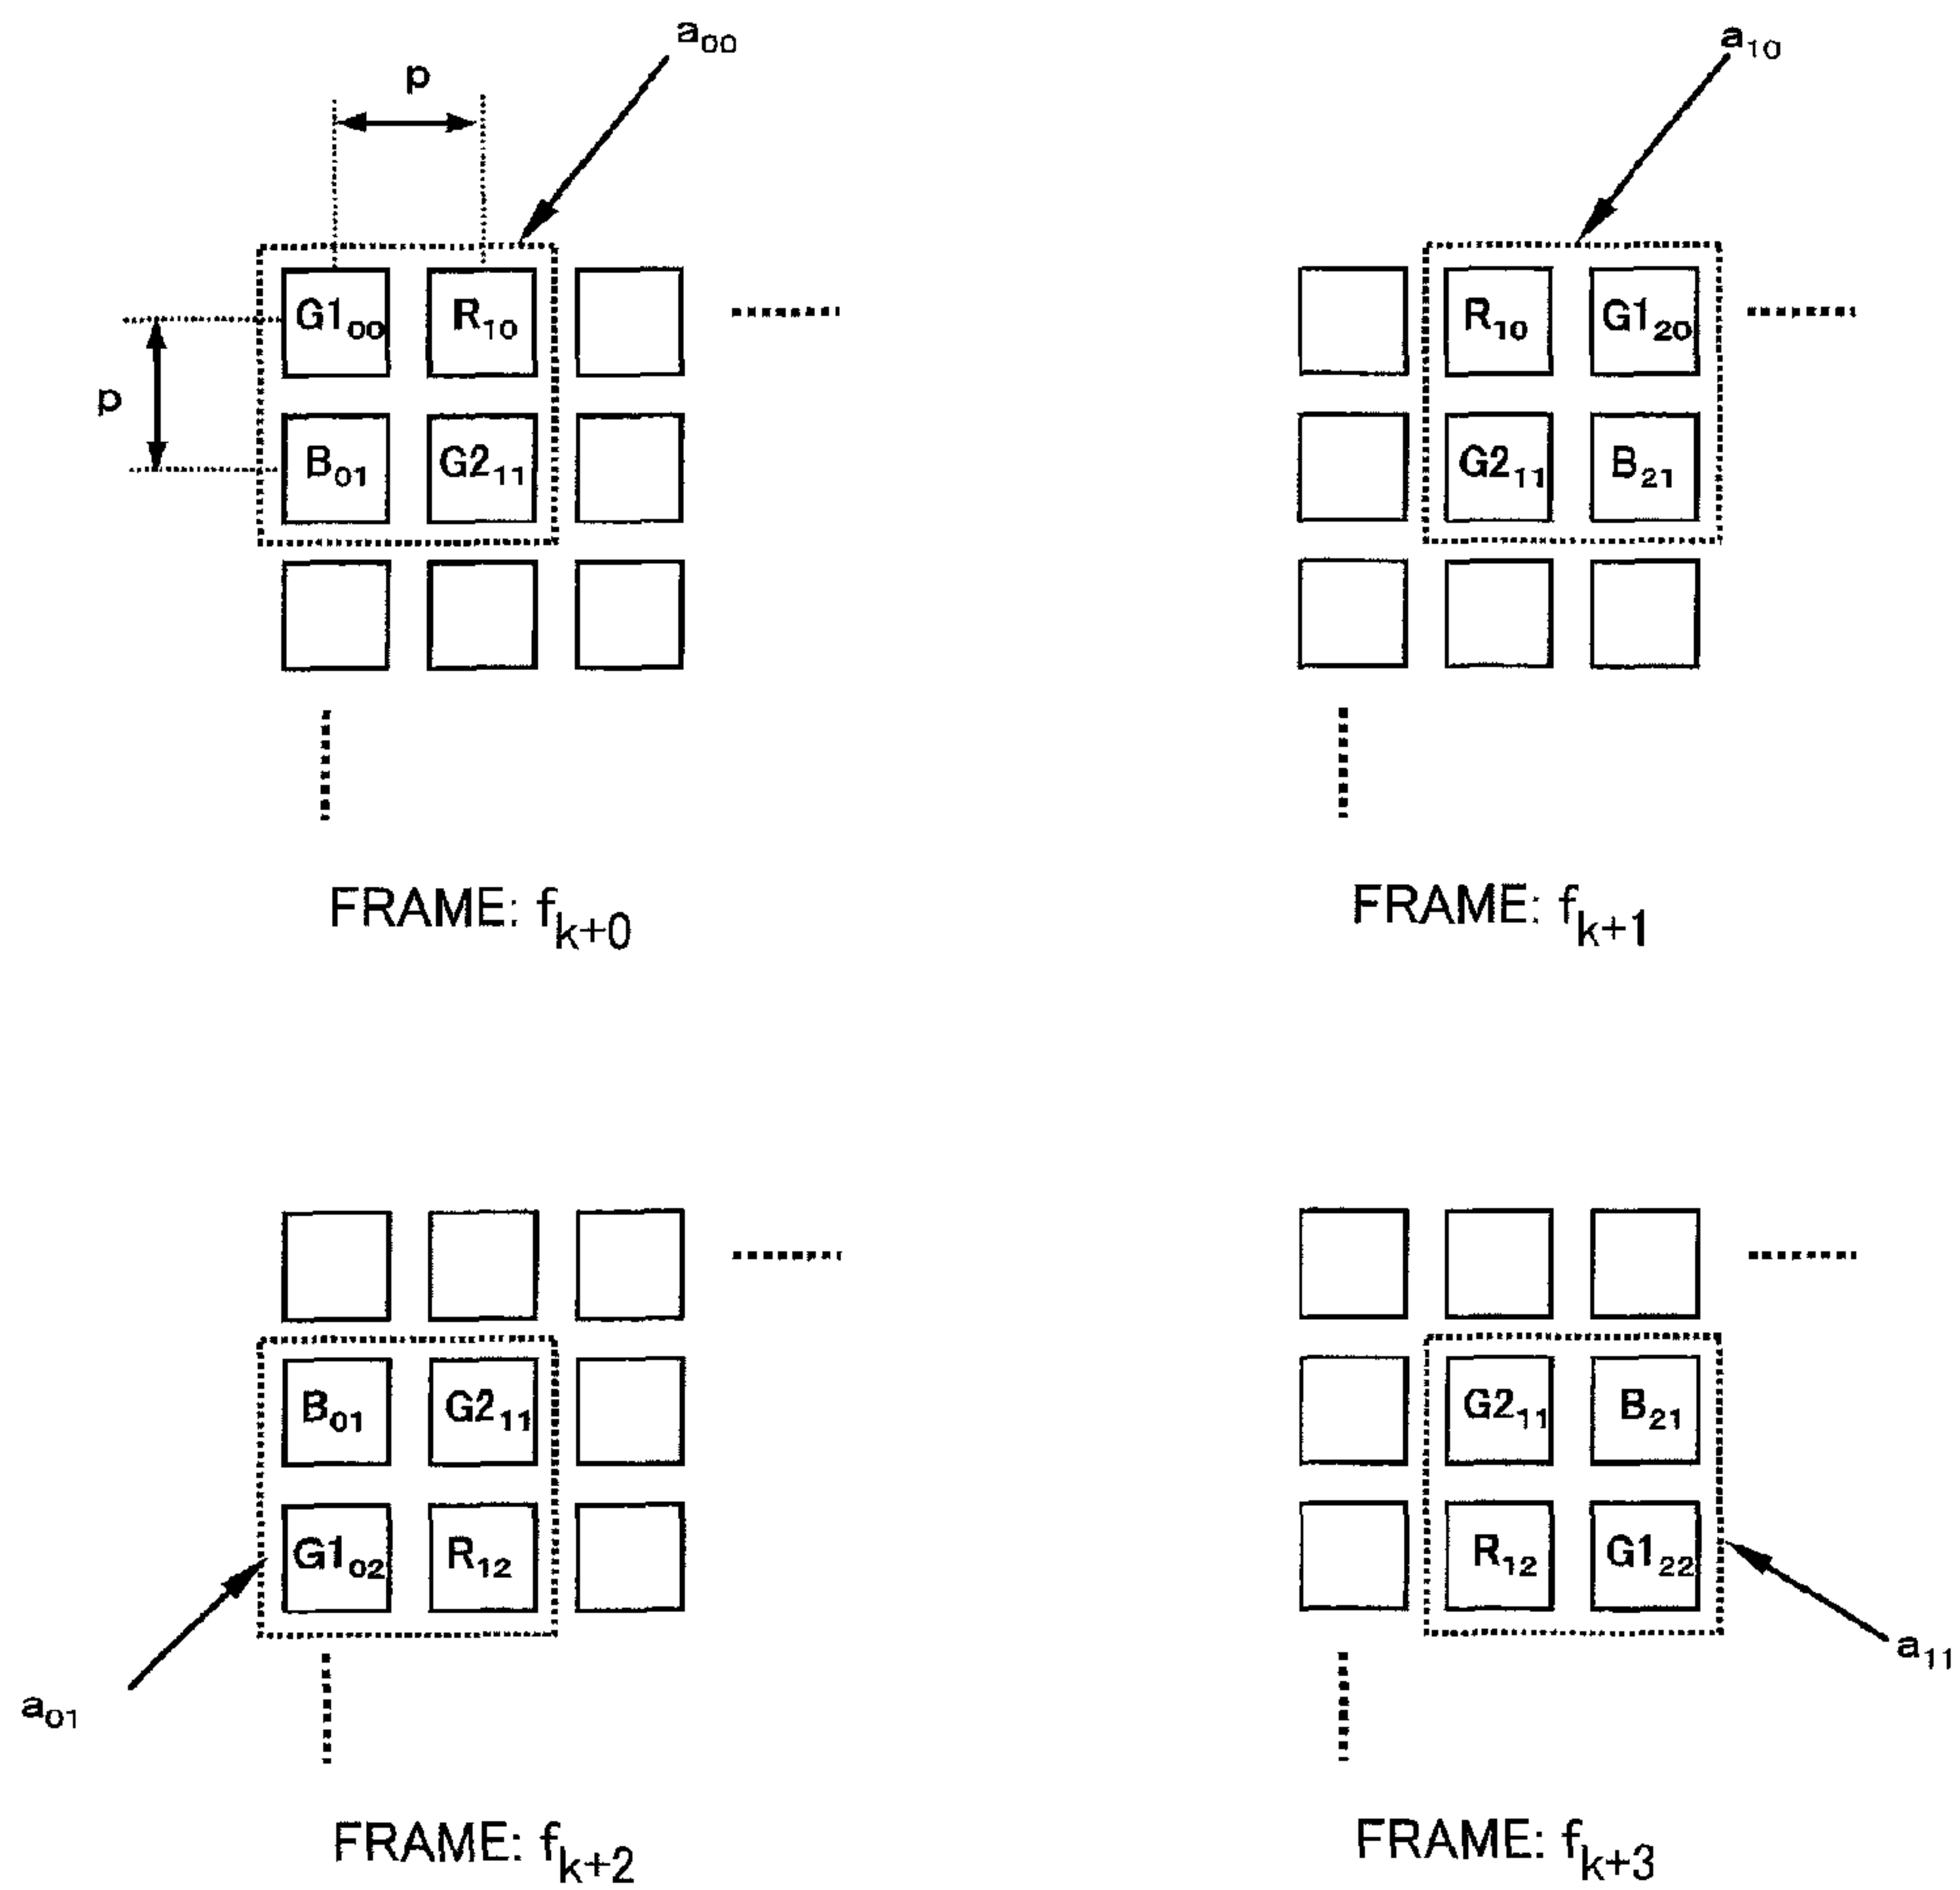 a₀₀
p
p
G1₀₀ R₁₀
B₀₁ G2₁₁
FRAME: fₖ₊₀
a₁₀
R₁₀ G1₂₀
G2₁₁ B₂₁
FRAME: fₖ₊₁
B₀₁ G2₁₁
G1₀₂ R₁₂
a₀₁
FRAME: fₖ₊₂
G2₁₁ B₂₁
R₁₂ G1₂₂
a₁₁
FRAME: fₖ₊₃